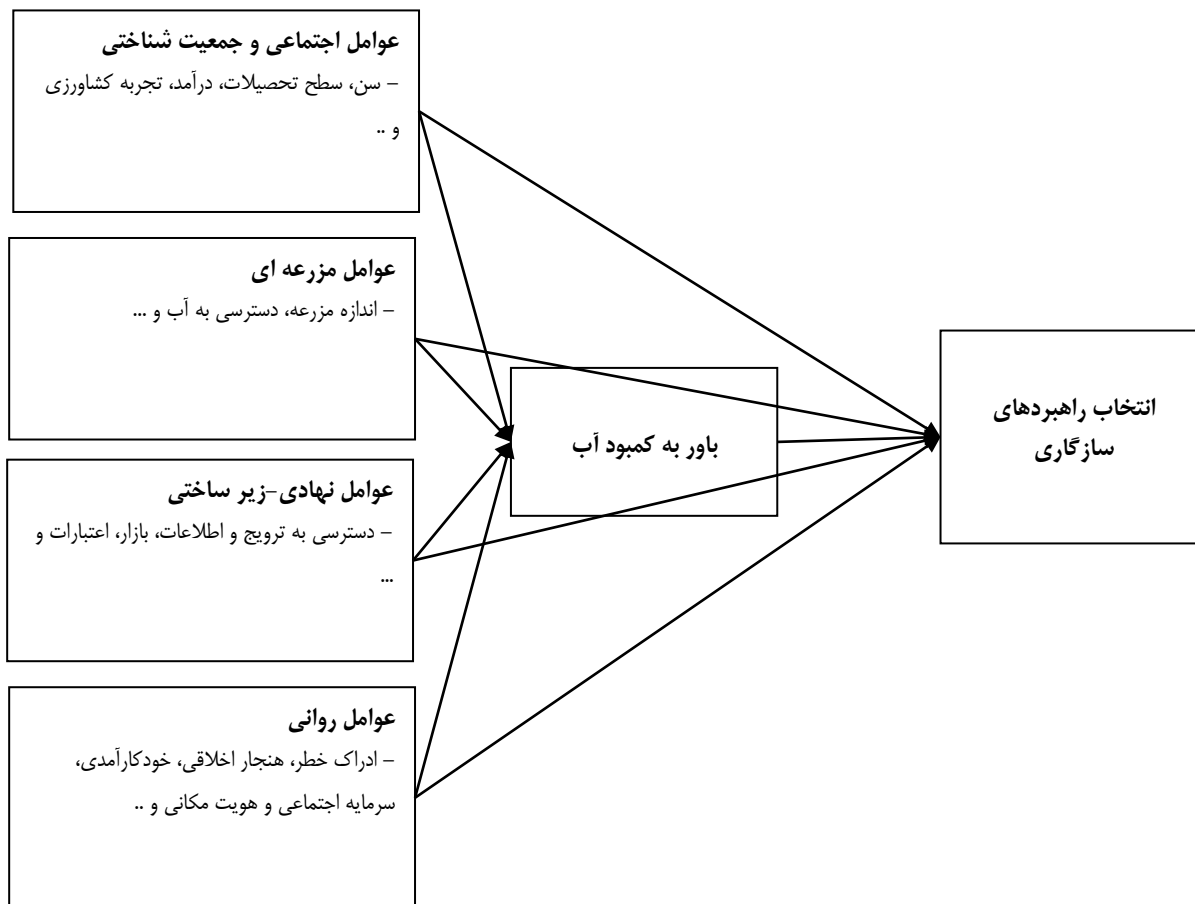 عوامل اجتماعی و جمعیت شناختی
– سن، سطح تحصیلات، درآمد، تجربه کشاورزی
و ..
عوامل مزرعه ای
– اندازه مزرعه، دسترسی به آب و ...
عوامل نهادی-زیر ساختی
– دسترسی به ترویج و اطلاعات، بازار، اعتبارات و
...
عوامل روانی
– ادراک خطر، هنجار اخلاقی، خودکارآمدی،
سرمایه اجتماعی و هویت مکانی و ..
باور به کمبود آب
انتخاب راهبردهای
سازگاری